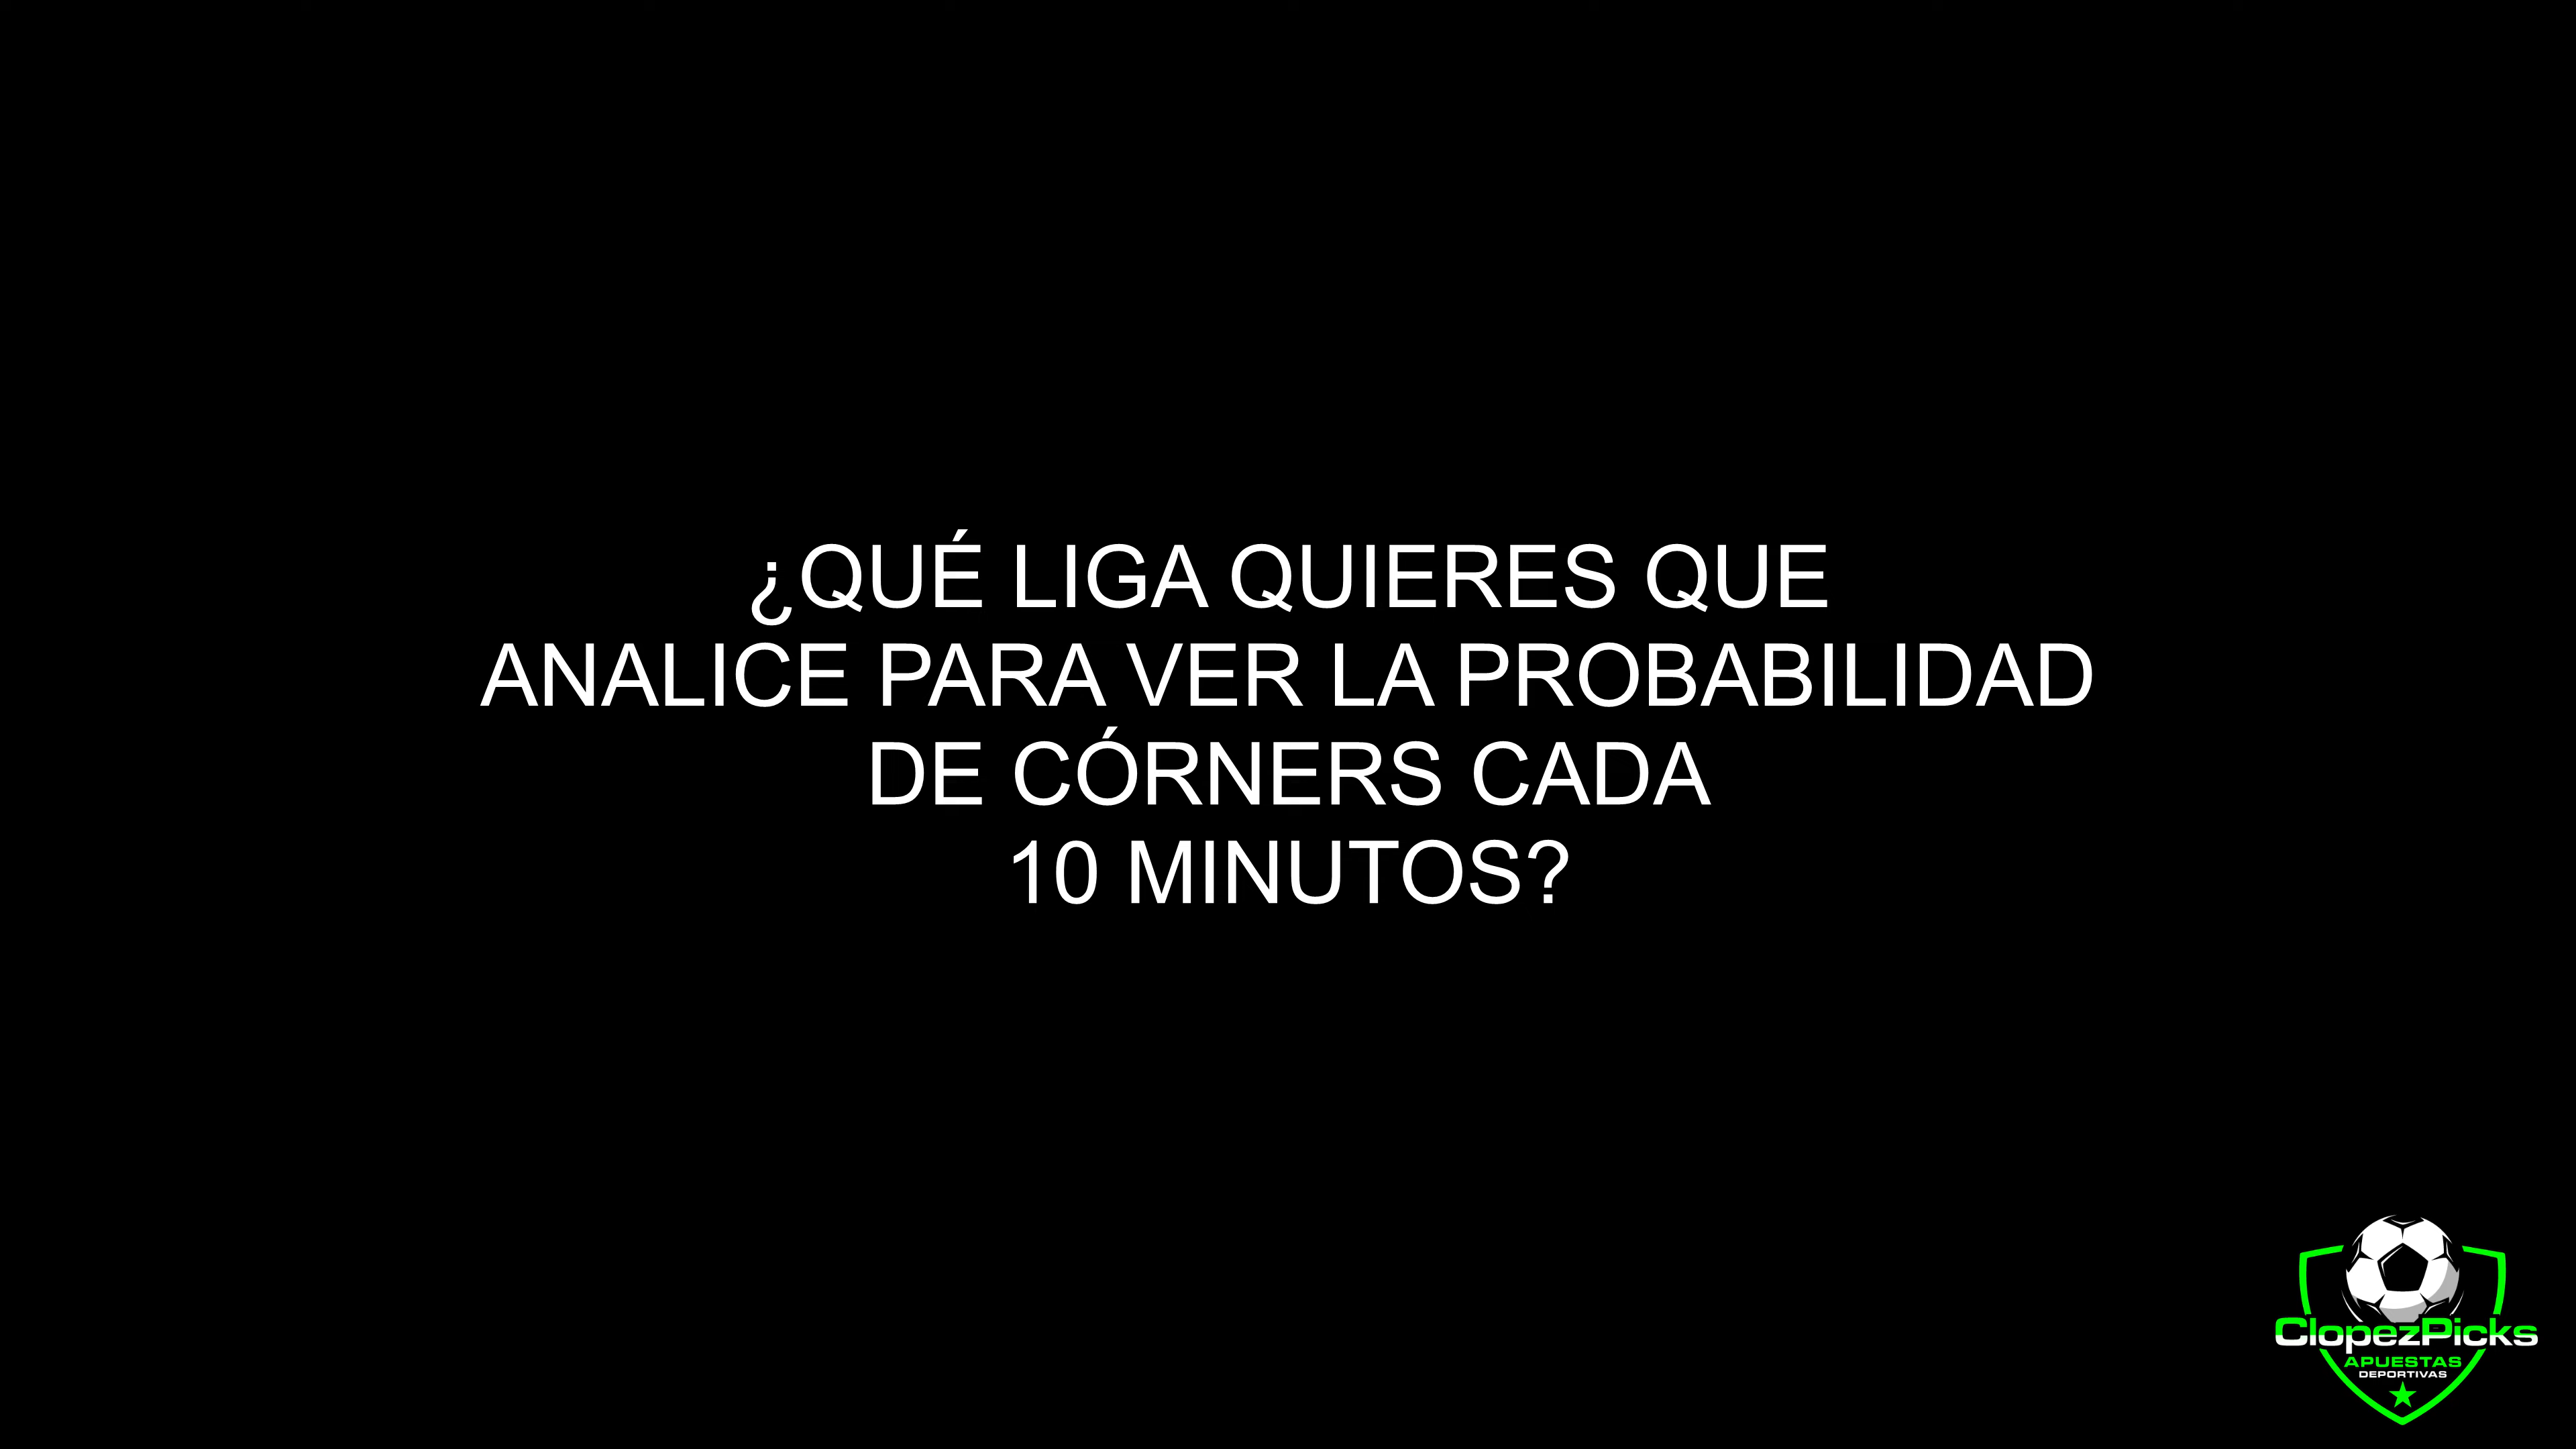 ¿QUÉ LIGA QUIERES QUE
ANALICE PARA VER LA PROBABILIDAD
DE CÓRNERS CADA
10 MINUTOS?
ClopezPicks
APUESTAS
DEPORTIVAS